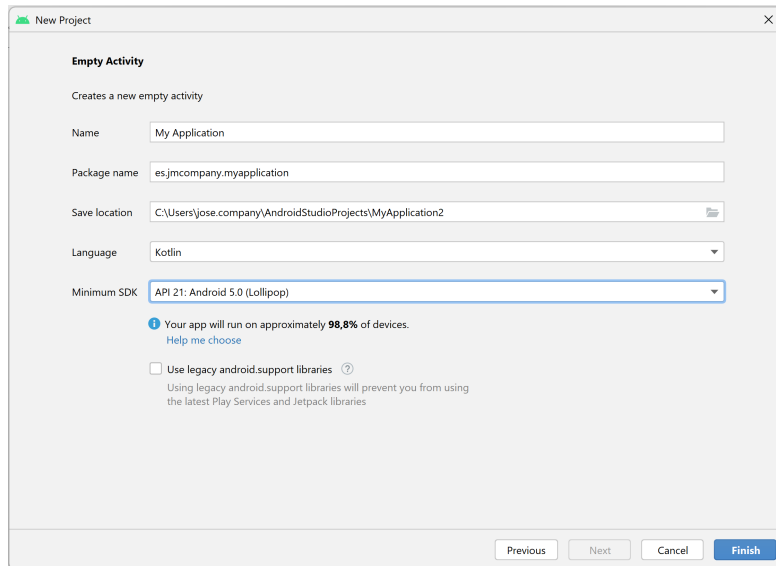 New Project
Empty Activity
Creates a new empty activity
Name
My Application
Package name
es.jmcompany.myapplication
Save location
C:\Users\jose.company\AndroidStudioProjects\MyApplication2
Language
Kotlin
Minimum SDK
API 21: Android 5.0 (Lollipop)
Your app will run on approximately 98,8% of devices.
Help me choose
Use legacy android.support libraries
Using legacy android.support libraries will prevent you from using
the latest Play Services and Jetpack libraries
Previous
Next
Cancel
Finish